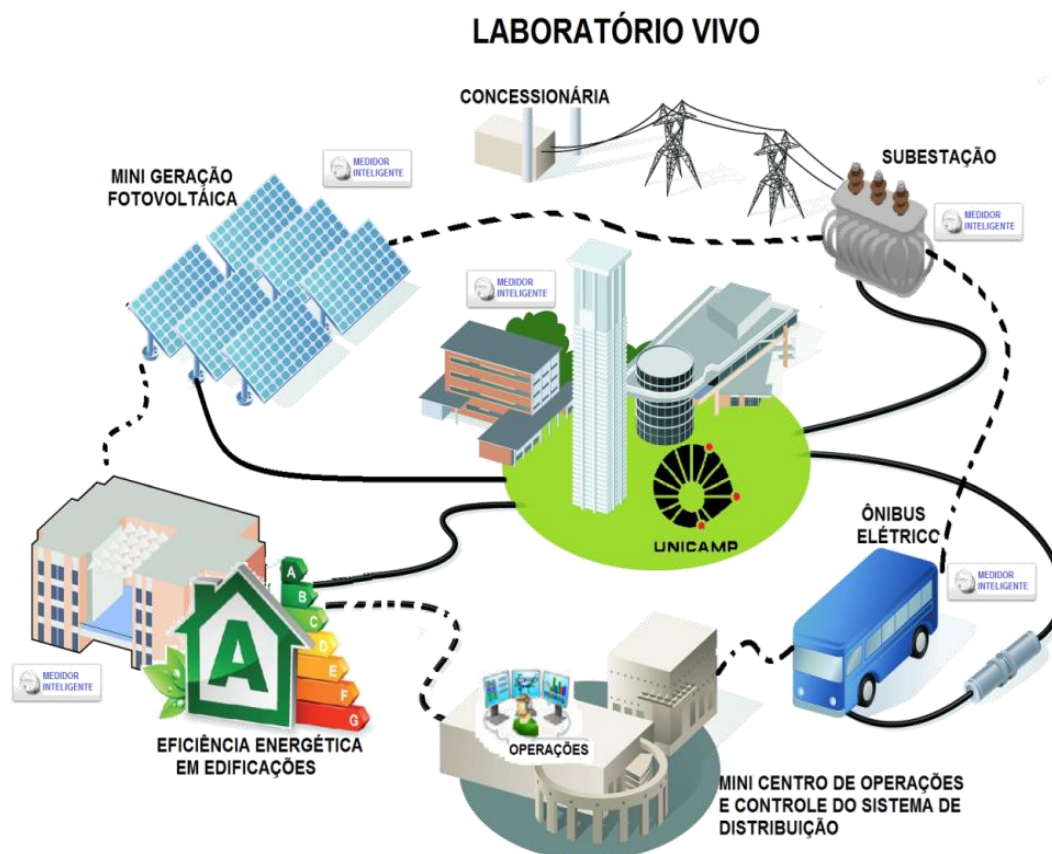 LABORATÓRIO VIVO
CONCESSIONÁRIA
SUBESTAÇÃO
MEDIDOR
INTELIGENTE
MINI GERAÇÃO
FOTOVOLTÁICA
MEDIDOR
INTELIGENTE
MEDIDOR
INTELIGENTE
UNICAMP
ÔNIBUS
ELÉTRICO
MEDIDOR
INTELIGENTE
A
B
C
D
E
F
G
A
MEDIDOR
INTELIGENTE
EFICIÊNCIA ENERGÉTICA
EM EDIFICAÇÕES
OPERAÇÕES
MINI CENTRO DE OPERAÇÕES
E CONTROLE DO SISTEMA DE
DISTRIBUIÇÃO